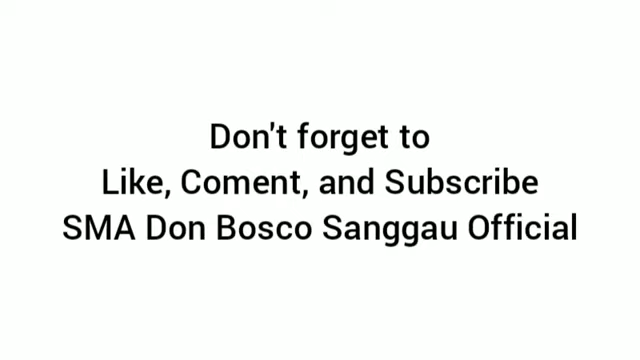 Don't forget to
Like, Coment, and Subscribe
SMA Don Bosco Sanggau Official